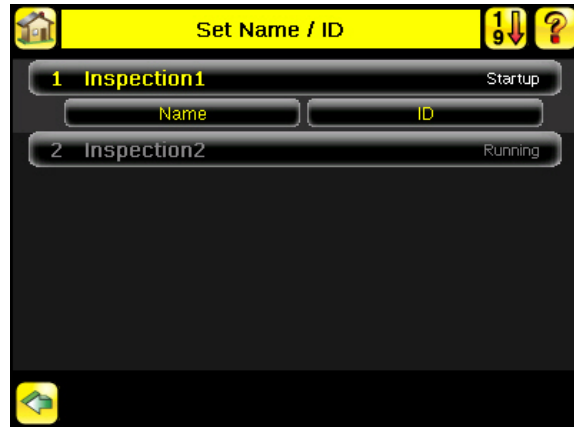 Set Name / ID
1
9
?
1 Inspection1 Startup
Name ID
2 Inspection2 Running